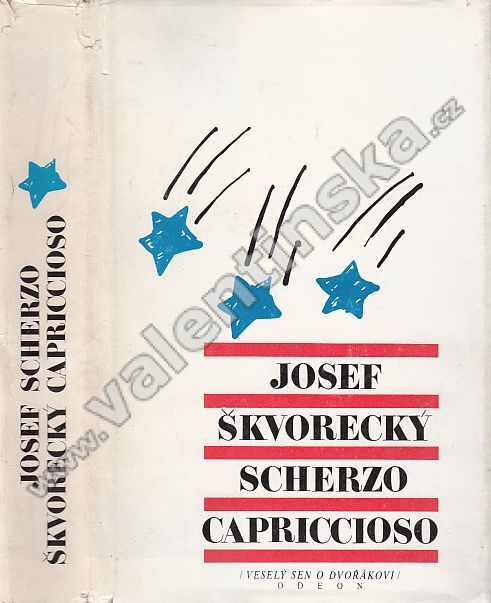 JOSEF SCHERZO
ŠKVORECKÝ CAPRICCIOSO
JOSEF
ŠKVORECKÝ
SCHERZO
CAPRICCIOSO
/ VESELÝ SEN O DVOŘÁKOVI /
ODEON
www.valentinska.cz